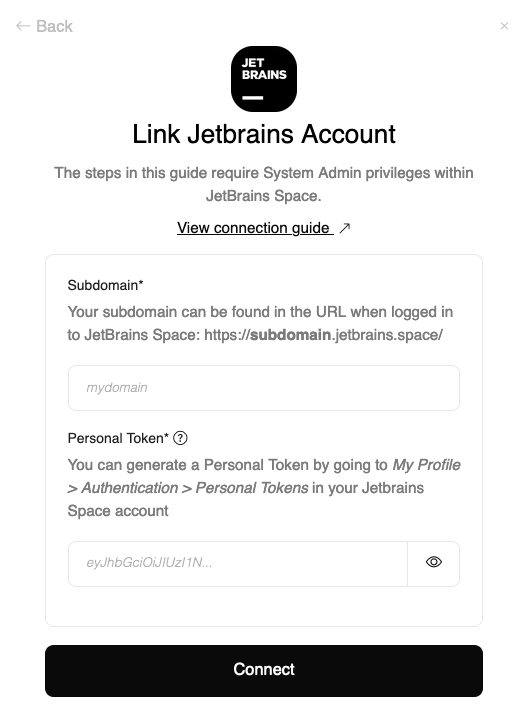 ← Back
×
JET
BRAINS
Link Jetbrains Account
The steps in this guide require System Admin privileges within
JetBrains Space.
View connection guide ↗
Subdomain*
Your subdomain can be found in the URL when logged in
to JetBrains Space: https://subdomain.jetbrains.space/
mydomain
Personal Token* ?
You can generate a Personal Token by going to My Profile
> Authentication > Personal Tokens in your Jetbrains
Space account
eyJhbGciOiJIUzI1N...
Connect